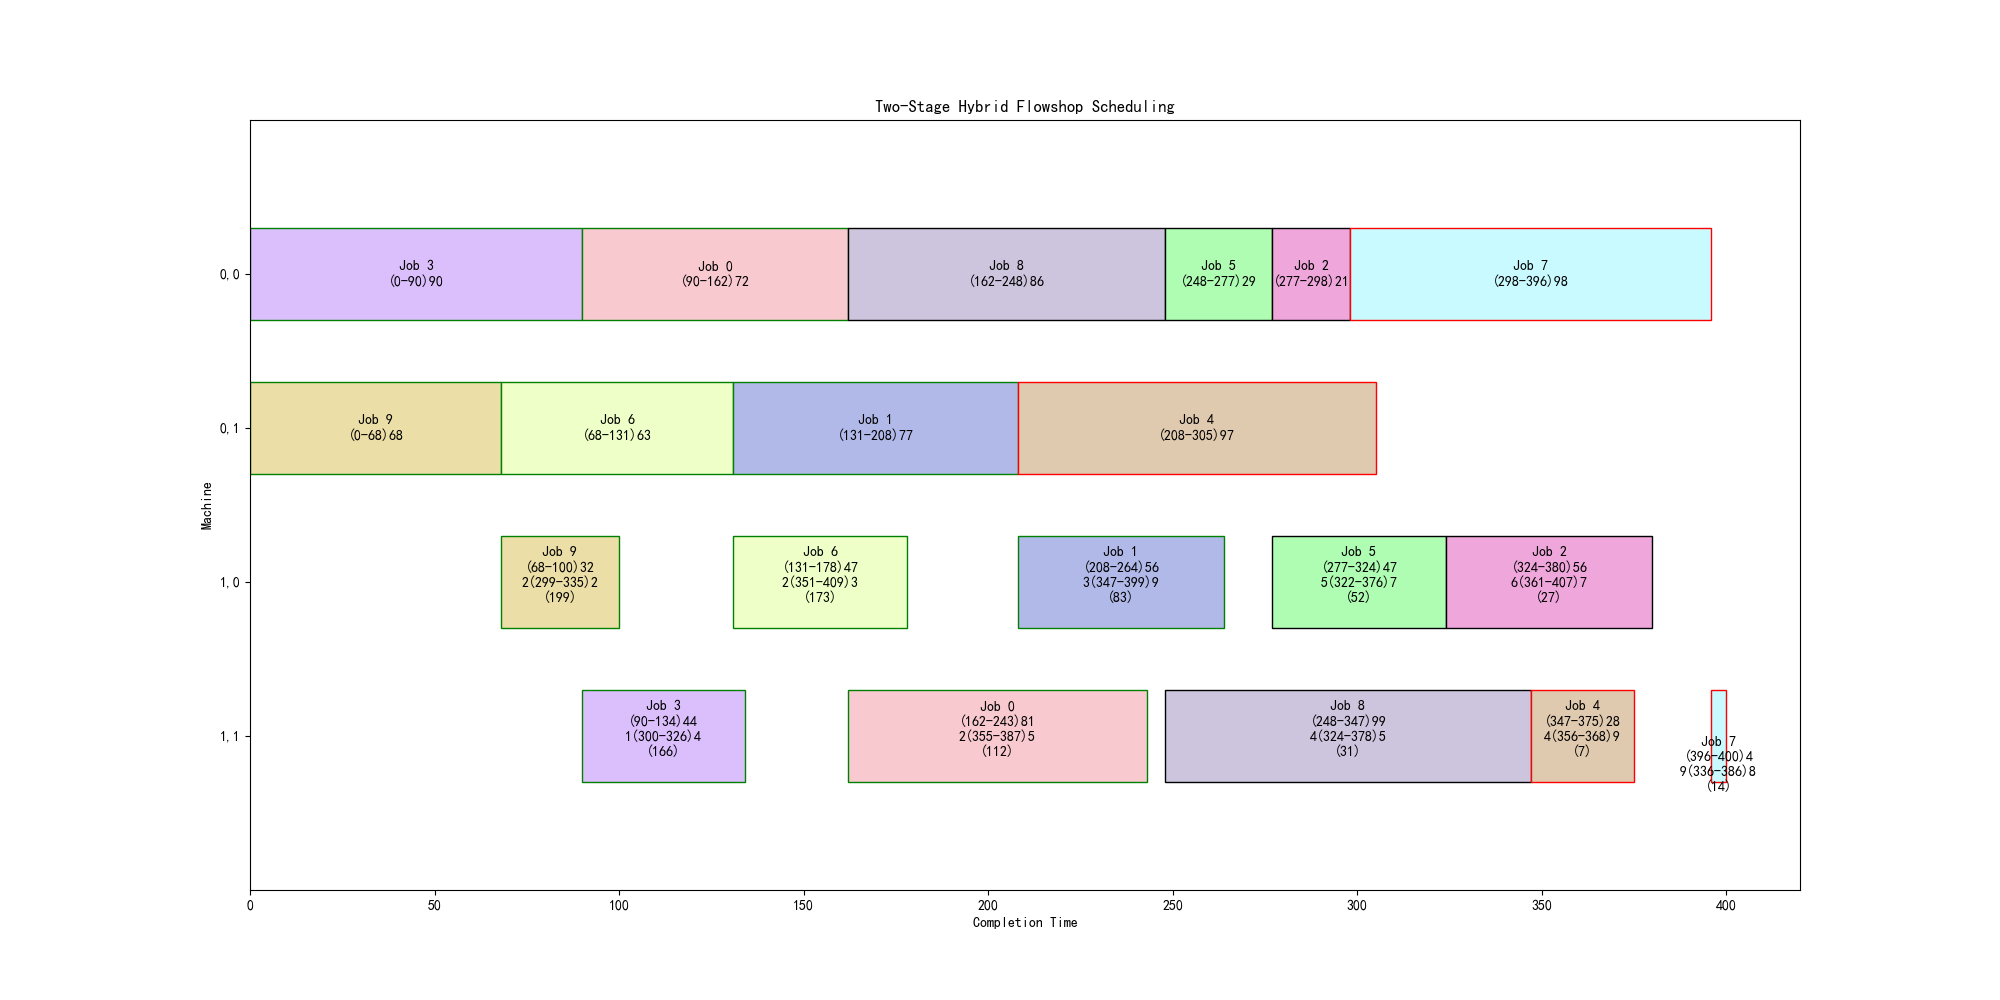 Two-Stage Hybrid Flowshop Scheduling
Machine
0,0
Job 3
(0-90)90
Job 0
(90-162)72
Job 8
(162-248)86
Job 5
(248-277)29
Job 2
(277-298)21
Job 7
(298-396)98
0,1
Job 9
(0-68)68
Job 6
(68-131)63
Job 1
(131-208)77
Job 4
(208-305)97
1,0
Job 9
(68-100)32
2(299-335)2
(199)
Job 6
(131-178)47
2(351-409)3
(173)
Job 1
(208-264)56
3(347-399)9
(83)
Job 5
(277-324)47
5(322-376)7
(52)
Job 2
(324-380)56
6(361-407)7
(27)
1,1
Job 3
(90-134)44
1(300-326)4
(166)
Job 0
(162-243)81
2(355-387)5
(112)
Job 8
(248-347)99
4(324-378)5
(31)
Job 4
(347-375)28
4(356-368)9
(7)
Job 7
(396-400)4
9(336-386)8
(14)
0
50
100
150
200
250
300
350
400
Completion Time